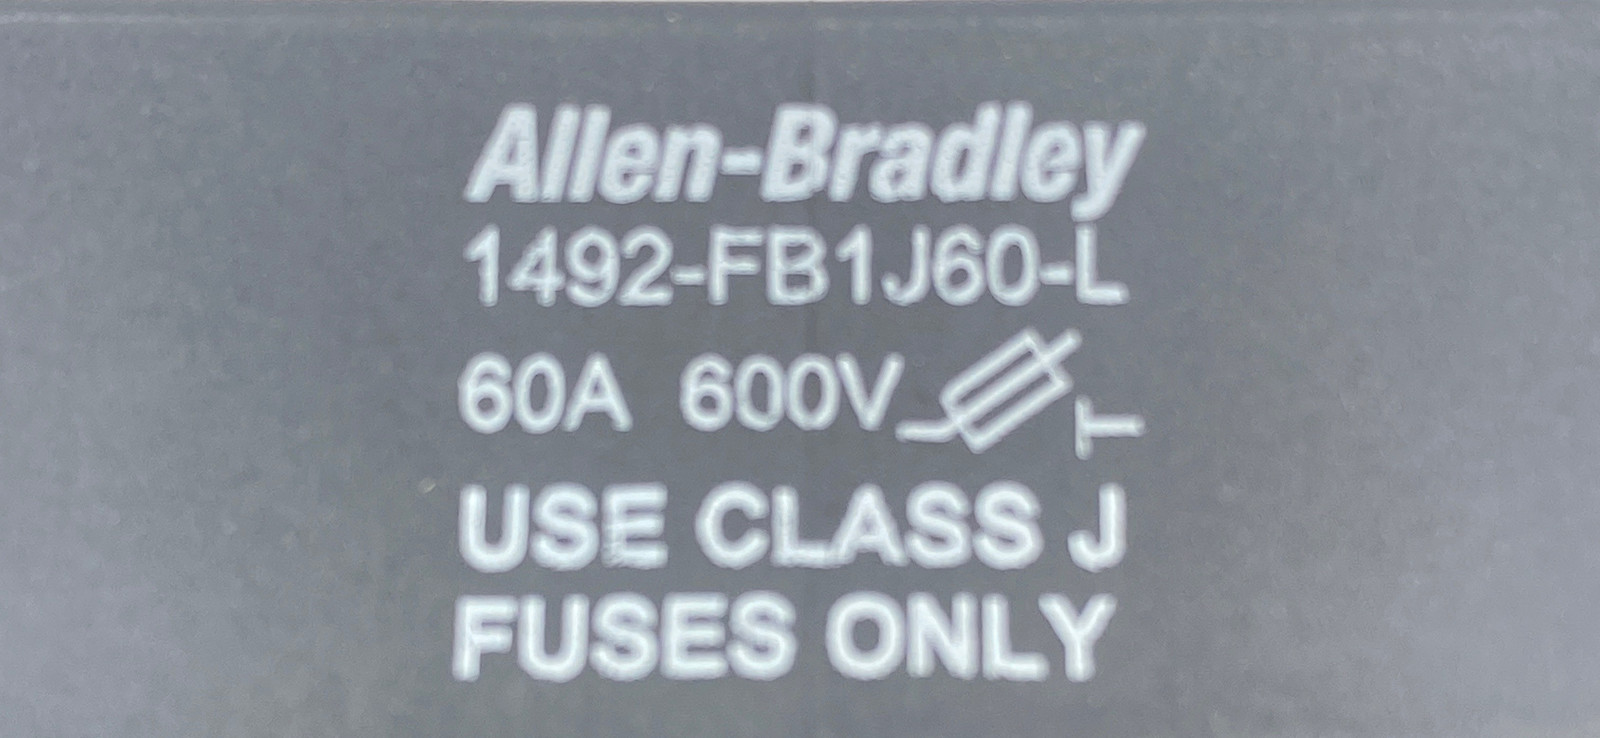 Allen-Bradley
1492-FB1J60-L
60A 600V
USE CLASS J
FUSES ONLY